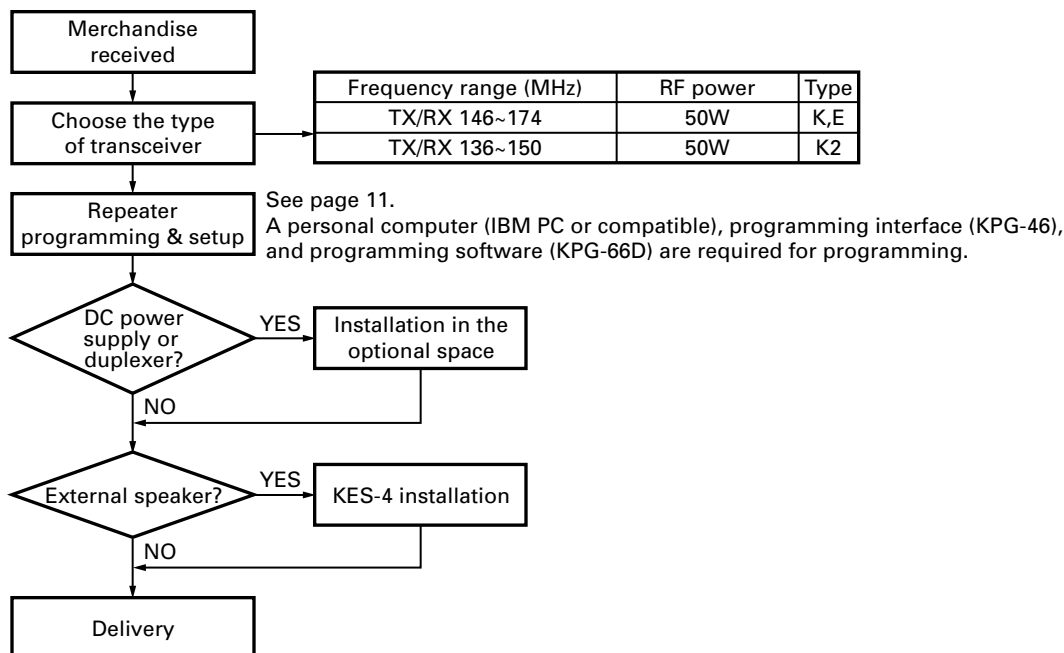 Merchandise
received
Choose the type
of transceiver
Frequency range (MHz) RF power Type
TX/RX 146~174 50W K,E
TX/RX 136~150 50W K2
Repeater
programming & setup
See page 11.
A personal computer (IBM PC or compatible), programming interface (KPG-46),
and programming software (KPG-66D) are required for programming.
DC power
supply or
duplexer?
YES
Installation in the
optional space
NO
External speaker?
YES
KES-4 installation
NO
Delivery